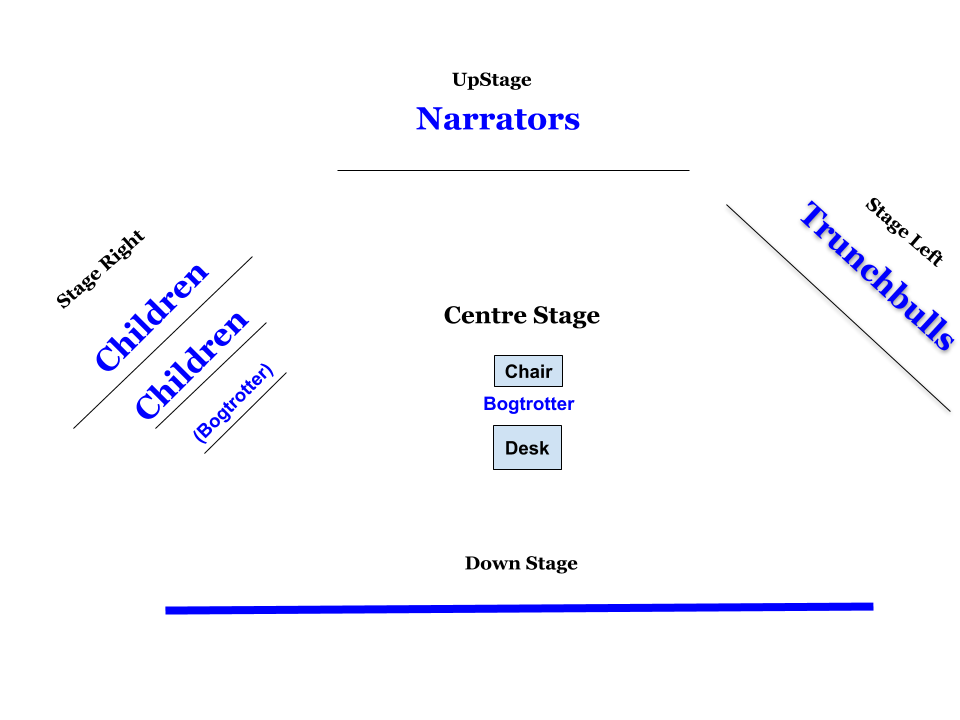 UpStage
Narrators
Stage Right
Children
Children
(Bogtrotter)
Stage Left
Trunchbulls
Centre Stage
Chair
Bogtrotter
Desk
Down Stage